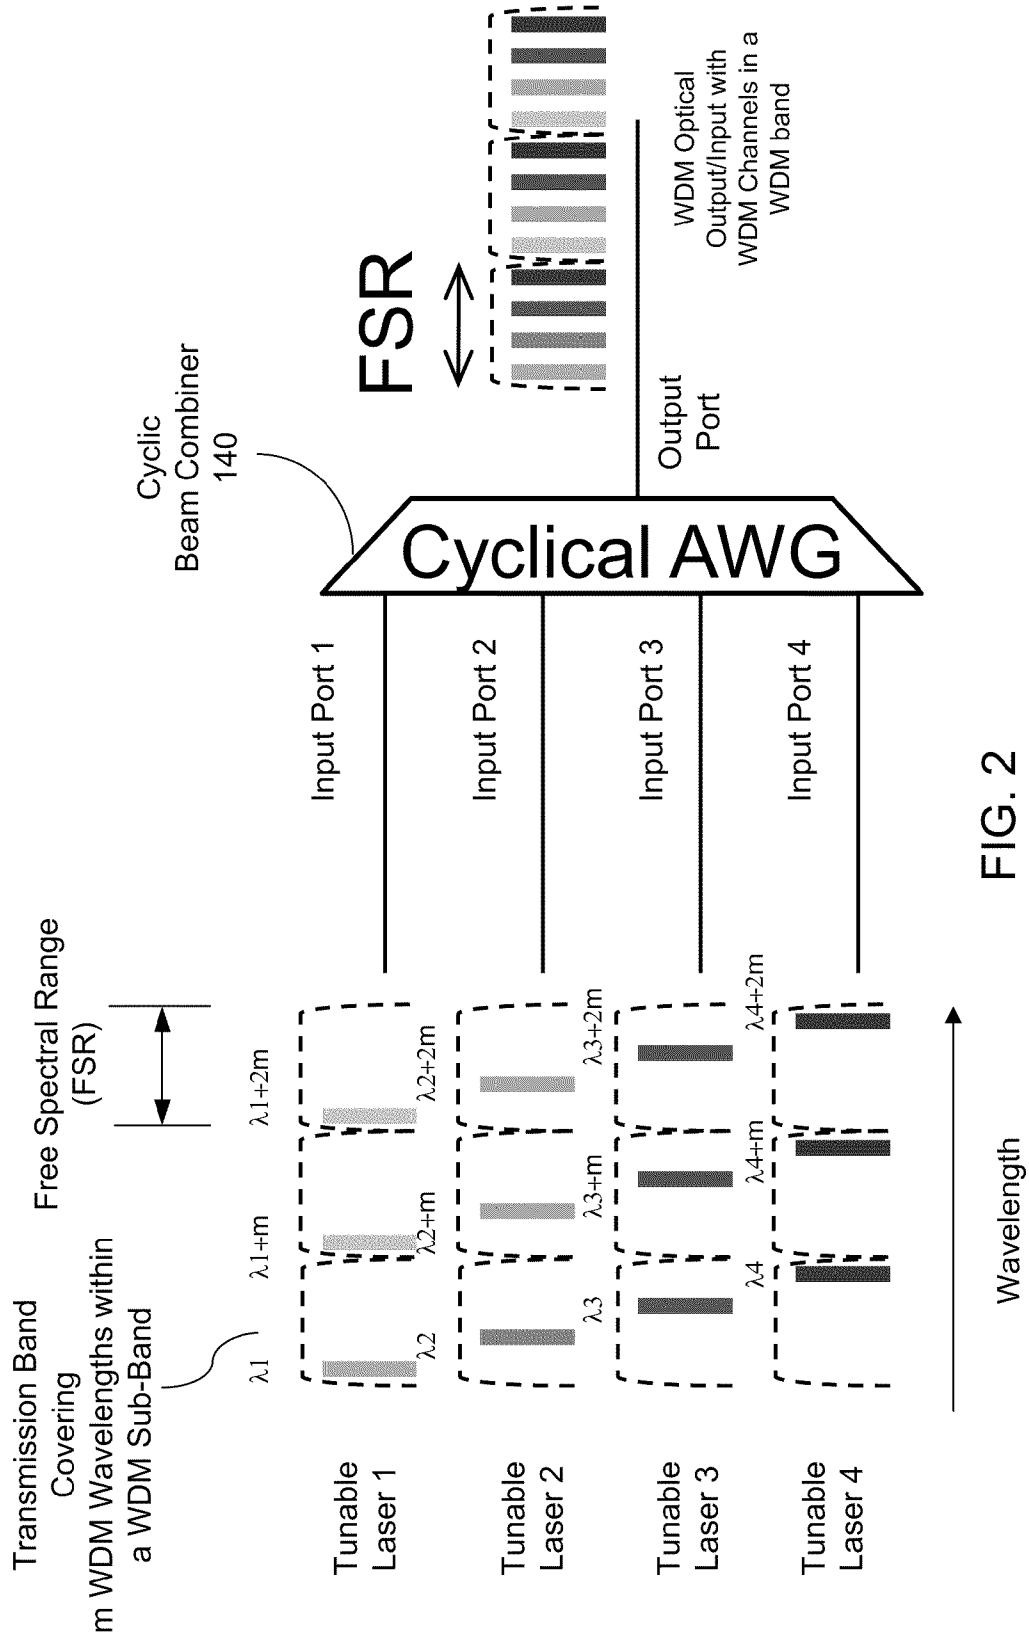 Transmission Band
Covering
m WDM Wavelengths within
a WDM Sub-Band
Free Spectral Range
(FSR)
Cyclic
Beam Combiner
140
FSR
λ1
λ1+m
λ1+2m
Tunable
Laser 1
Input Port 1
λ2
λ2+m
λ2+2m
Tunable
Laser 2
Input Port 2
λ3
λ3+m
λ3+2m
Tunable
Laser 3
Input Port 3
λ4
λ4+m
λ4+2m
Tunable
Laser 4
Input Port 4
Cyclical AWG
Output
Port
WDM Optical
Output/Input with
WDM Channels in a
WDM band
Wavelength
FIG. 2